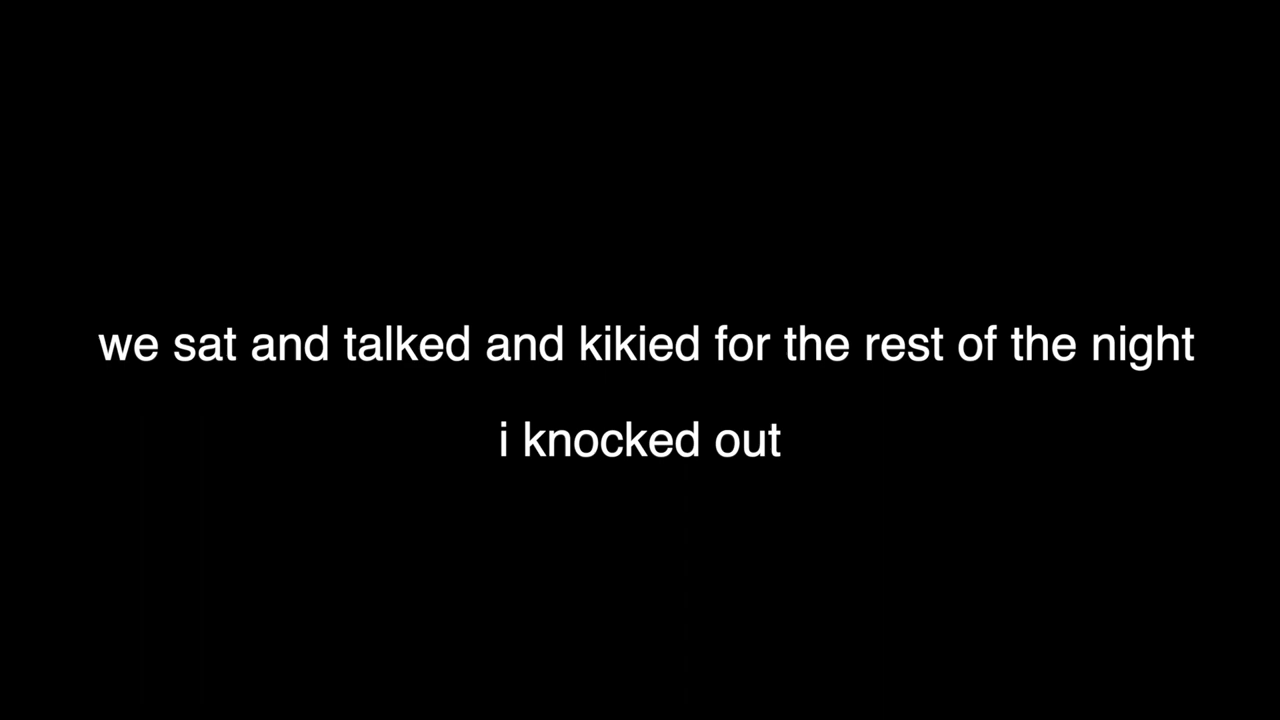 we sat and talked and kikied for the rest of the night
i knocked out